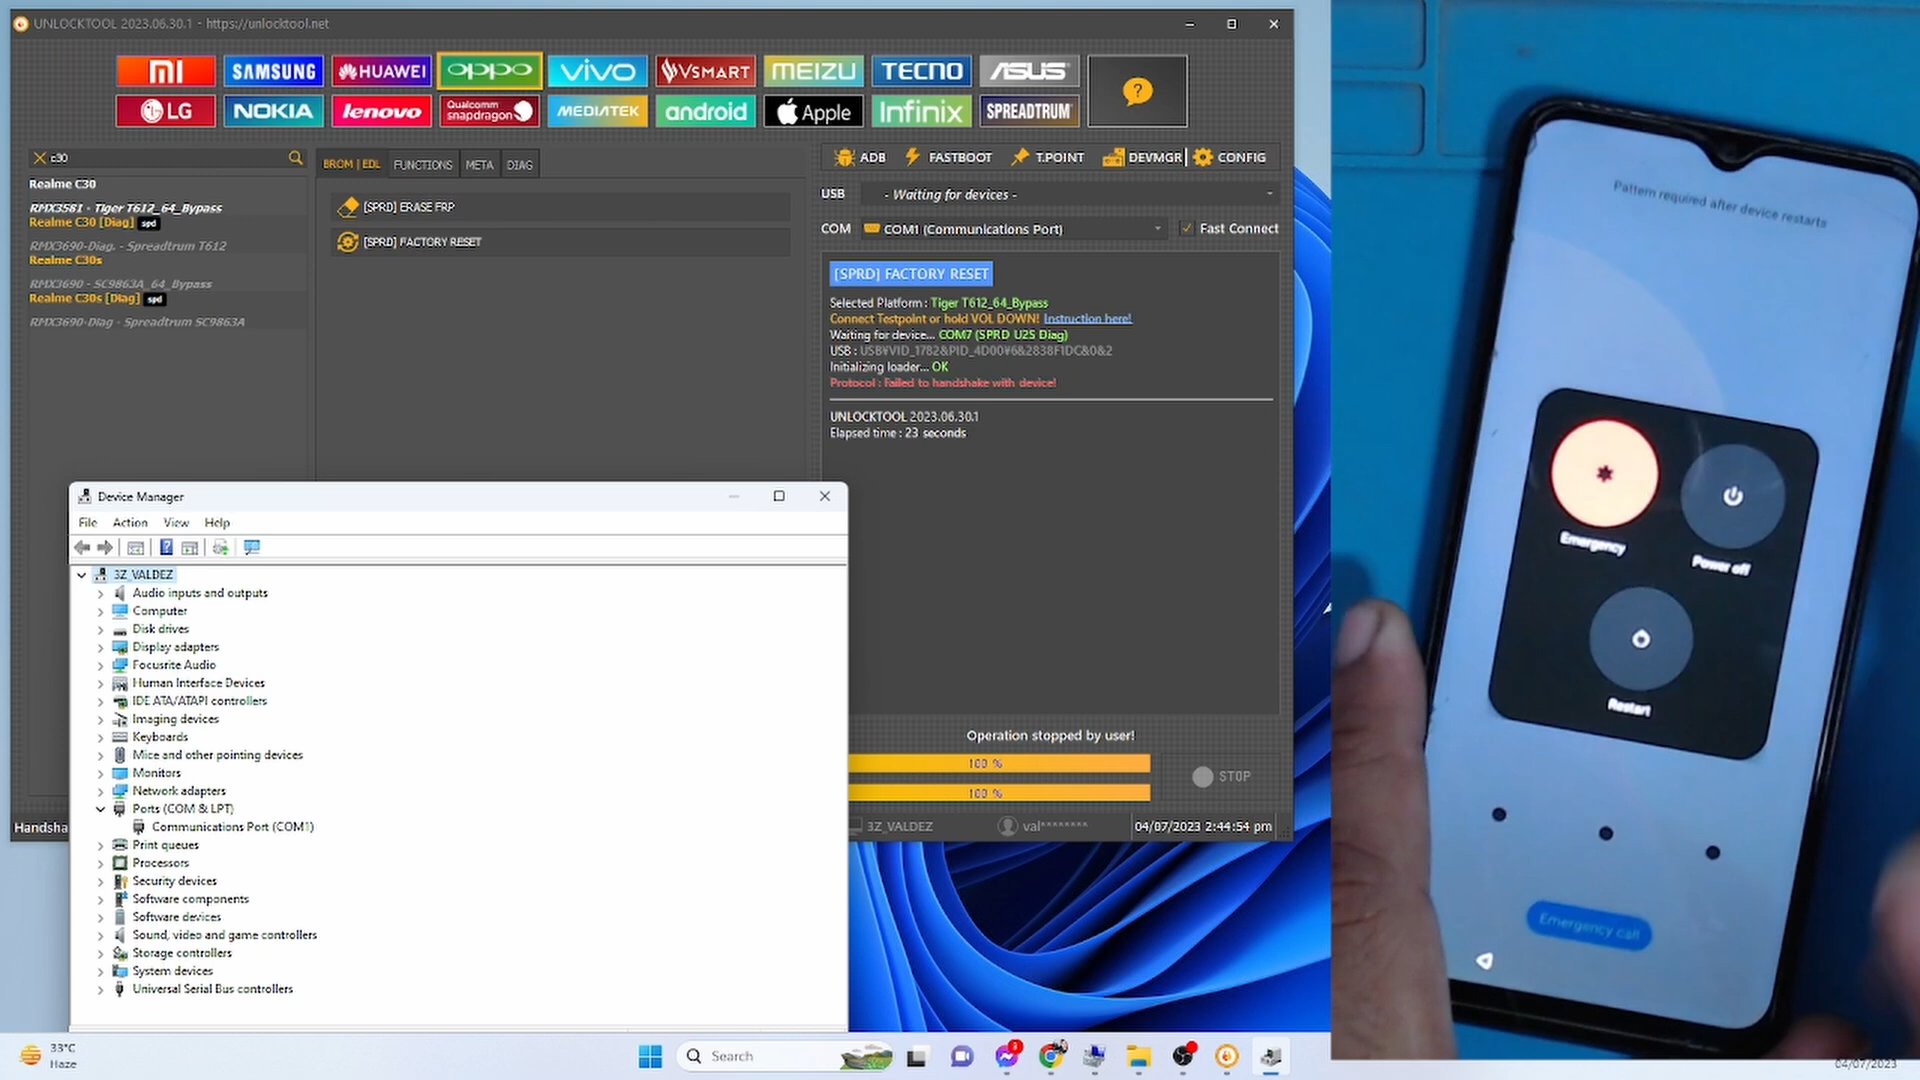 UNLOCKTOOL 2023.06.30.1 - https://unlocktool.net
mi
SAMSUNG
HUAWEI
oppo
vivo
VSMART
MEIZU
TECNO
ASUS
?
LG
NOKIA
lenovo
Qualcomm
snapdragon
MEDIATEK
android
Apple
Infinix
SPREADTRUM
c30
Realme C30
RMX3581 - Tiger T612_64_Bypass
Realme C30 [Diag] spd
RMX3690-Diag. - Spreadtrum T612
Realme C30s
RMX3690 - SC9863A_64_Bypass
Realme C30s [Diag] spd
RMX3690-Diag - Spreadtrum SC9863A
BROM | EDL
FUNCTIONS
META
DIAG
[SPRD] ERASE FRP
[SPRD] FACTORY RESET
ADB
FASTBOOT
T.POINT
DEVMGR
CONFIG
USB - Waiting for devices -
COM COM1 (Communications Port) Fast Connect
[SPRD] FACTORY RESET
Selected Platform : Tiger T612_64_Bypass
Connect Testpoint or hold VOL DOWN! Instruction here!
Waiting for device... COM7 (SPRD U2S Diag)
USB : USB¥VID_1782&PID_4D00¥6&2838F1DC&0&2
Initializing loader... OK
Protocol : Failed to handshake with device!
UNLOCKTOOL 2023.06.30.1
Elapsed time : 23 seconds
Operation stopped by user!
100 %
100 %
STOP
Handsha
3Z_VALDEZ
val********
04/07/2023 2:44:54 pm
Device Manager
File Action View Help
3Z_VALDEZ
Audio inputs and outputs
Computer
Disk drives
Display adapters
Focusrite Audio
Human Interface Devices
IDE ATA/ATAPI controllers
Imaging devices
Keyboards
Mice and other pointing devices
Monitors
Network adapters
Ports (COM & LPT)
Communications Port (COM1)
Print queues
Processors
Security devices
Software components
Software devices
Sound, video and game controllers
Storage controllers
System devices
Universal Serial Bus controllers
33°C
Haze
Search
3
04/07/2023
Pattern required after device restarts
Emergency
Power off
Restart
Emergency call